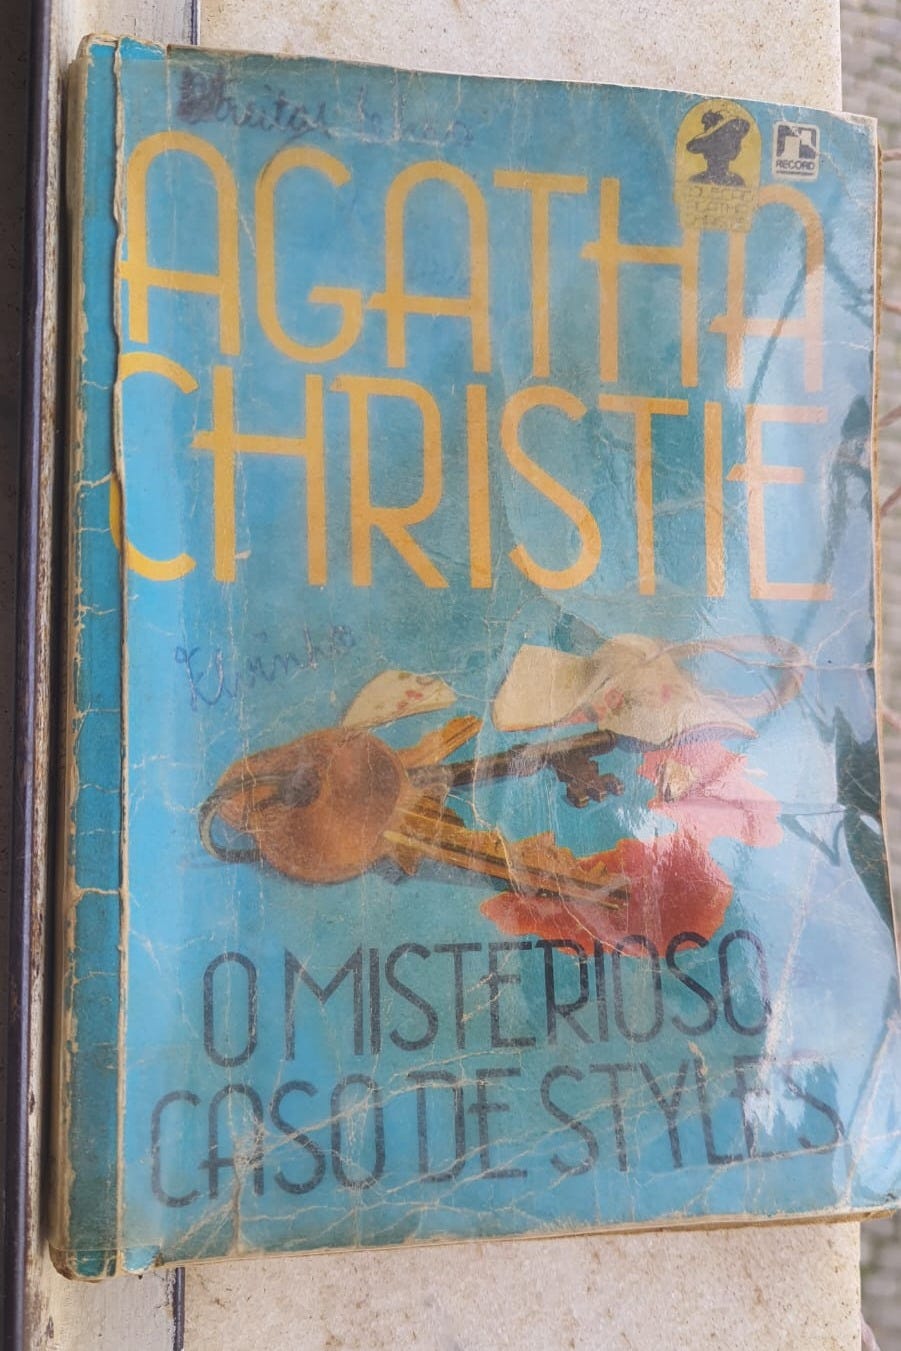 RECORD
AGATHA
CHRISTIE
O MISTERIOSO
CASO DE STYLES